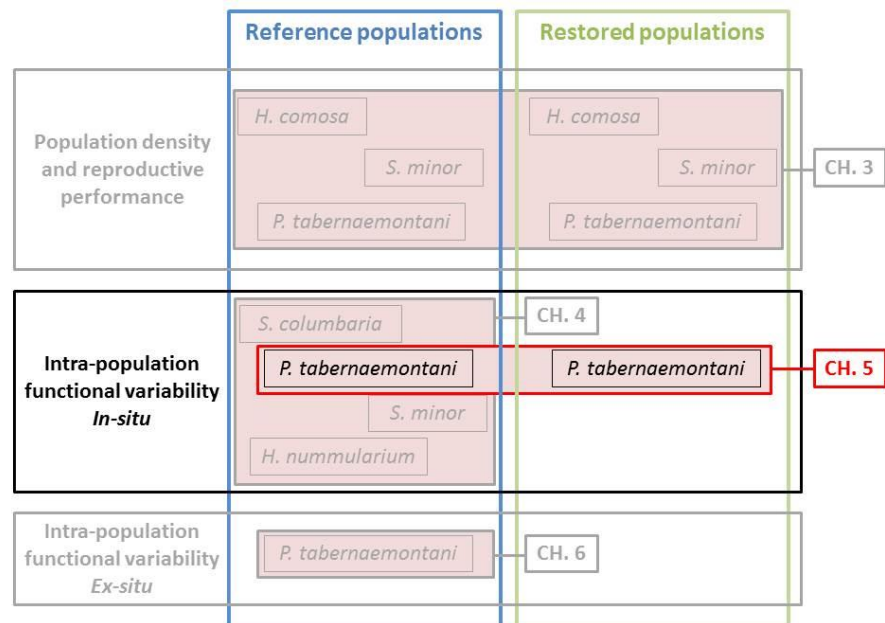 Reference populations
Restored populations
Population density
and reproductive
performance
H. comosa
H. comosa
S. minor
S. minor
P. tabernaemontani
P. tabernaemontani
CH. 3
Intra-population
functional variability
In-situ
S. columbaria
CH. 4
P. tabernaemontani
P. tabernaemontani
CH. 5
S. minor
H. nummularium
Intra-population
functional variability
Ex-situ
P. tabernaemontani
CH. 6